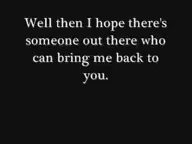 Well then I hope there's
someone out there who
can bring me back to
you.